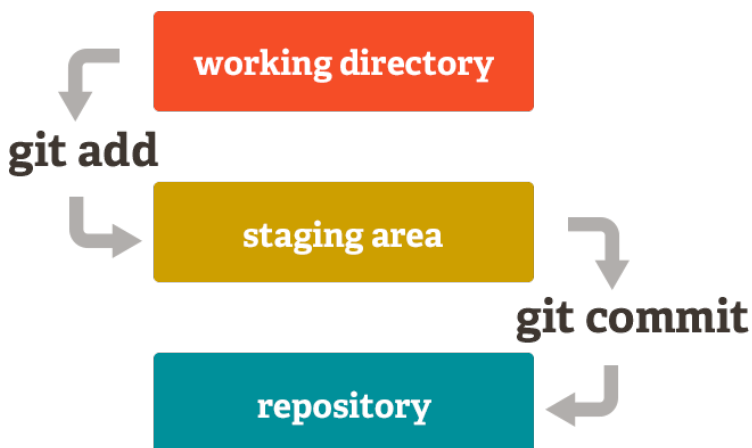 working directory
git add
staging area
git commit
repository